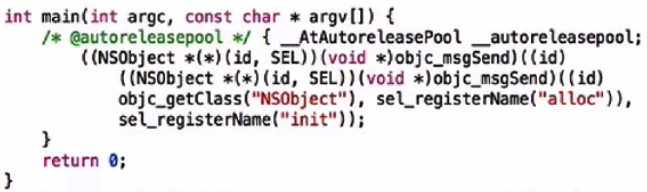 int main(int argc, const char * argv[]) {
    /* @autoreleasepool */ { __AtAutoreleasePool __autoreleasepool;
        ((NSObject *(*)(id, SEL))(void *)objc_msgSend)((id)
            ((NSObject *(*)(id, SEL))(void *)objc_msgSend)((id)
            objc_getClass("NSObject"), sel_registerName("alloc")),
            sel_registerName("init"));
    }
    return 0;
}